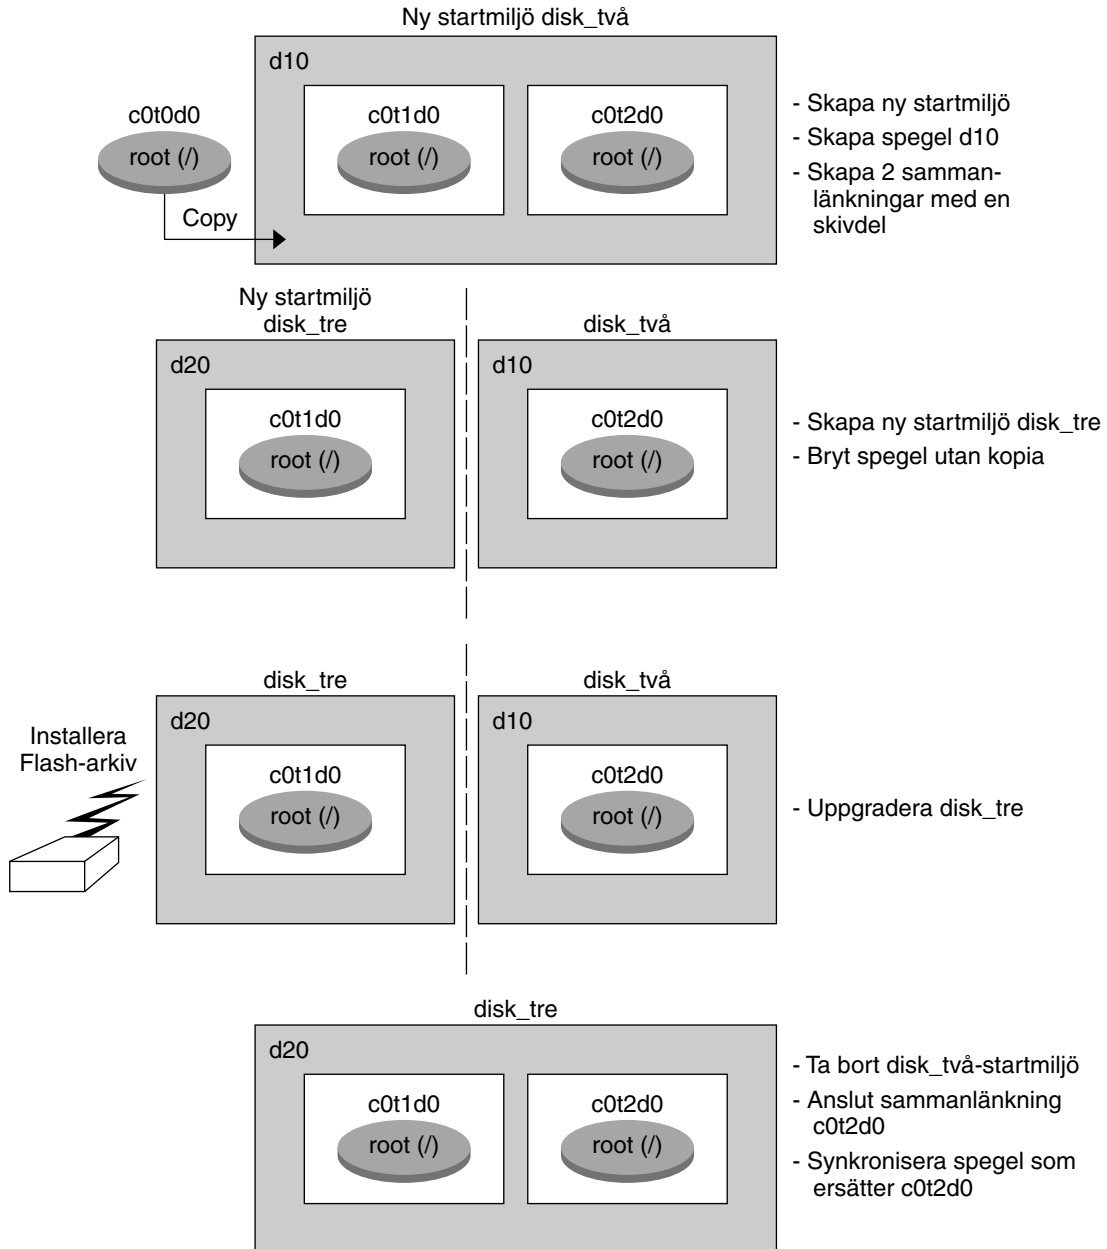 Ny startmiljö disk_två
d10
c0t0d0
root (/)
Copy
c0t1d0
root (/)
c0t2d0
root (/)
- Skapa ny startmiljö
- Skapa spegel d10
- Skapa 2 samman-
länkningar med en
skivdel
Ny startmiljö
disk_tre
d20
c0t1d0
root (/)
disk_två
d10
c0t2d0
root (/)
- Skapa ny startmiljö disk_tre
- Bryt spegel utan kopia
Installera
Flash-arkiv
disk_tre
d20
c0t1d0
root (/)
disk_två
d10
c0t2d0
root (/)
- Uppgradera disk_tre
disk_tre
d20
c0t1d0
root (/)
c0t2d0
root (/)
- Ta bort disk_två-startmiljö
- Anslut sammanlänkning
c0t2d0
- Synkronisera spegel som
ersätter c0t2d0